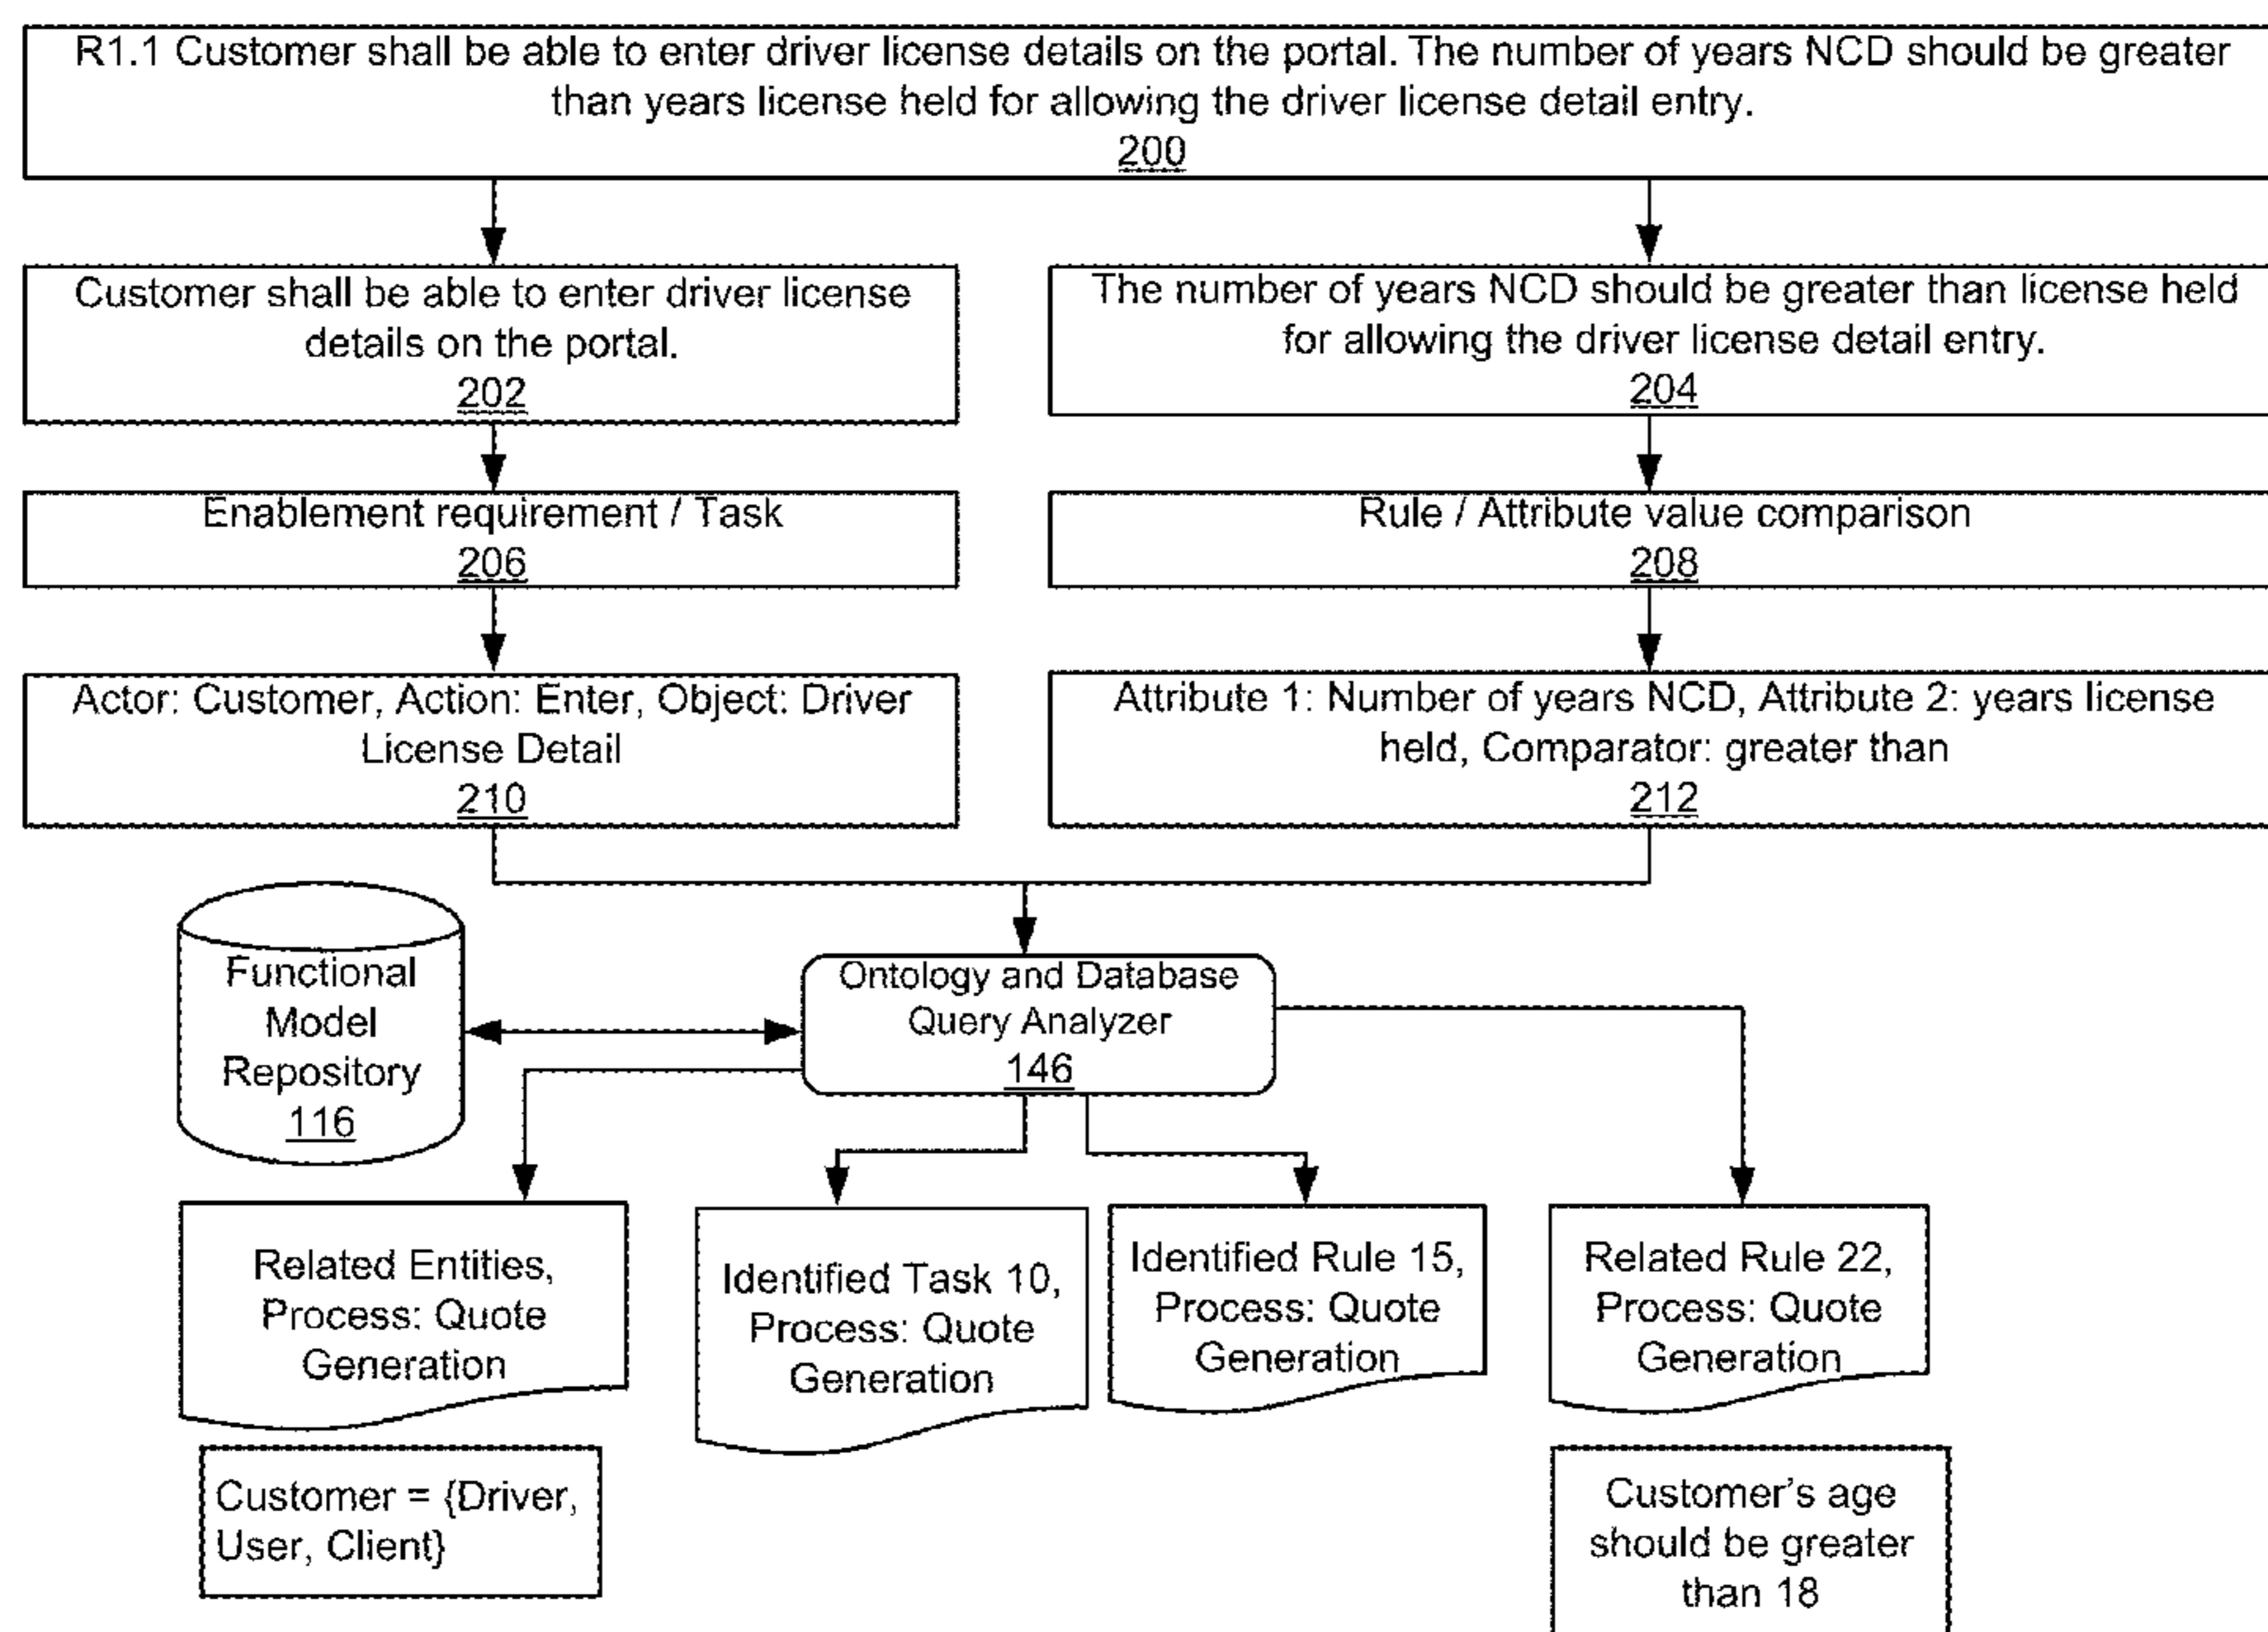 R1.1 Customer shall be able to enter driver license details on the portal. The number of years NCD should be greater
than years license held for allowing the driver license detail entry.
200
Customer shall be able to enter driver license
details on the portal.
202
The number of years NCD should be greater than license held
for allowing the driver license detail entry.
204
Enablement requirement / Task
206
Rule / Attribute value comparison
208
Actor: Customer, Action: Enter, Object: Driver
License Detail
210
Attribute 1: Number of years NCD, Attribute 2: years license
held, Comparator: greater than
212
Functional
Model
Repository
116
Ontology and Database
Query Analyzer
146
Related Entities,
Process: Quote
Generation
Identified Task 10,
Process: Quote
Generation
Identified Rule 15,
Process: Quote
Generation
Related Rule 22,
Process: Quote
Generation
Customer = {Driver,
User, Client}
Customer’s age
should be greater
than 18